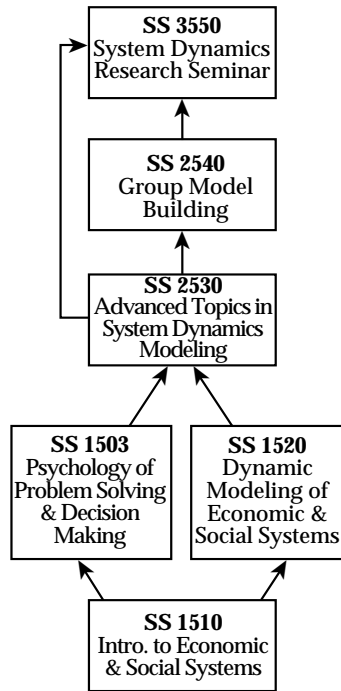 SS 3550
System Dynamics
Research Seminar
SS 2540
Group Model
Building
SS 2530
Advanced Topics in
System Dynamics
Modeling
SS 1503
Psychology of
Problem Solving
& Decision
Making
SS 1520
Dynamic
Modeling of
Economic &
Social Systems
SS 1510
Intro. to Economic
& Social Systems